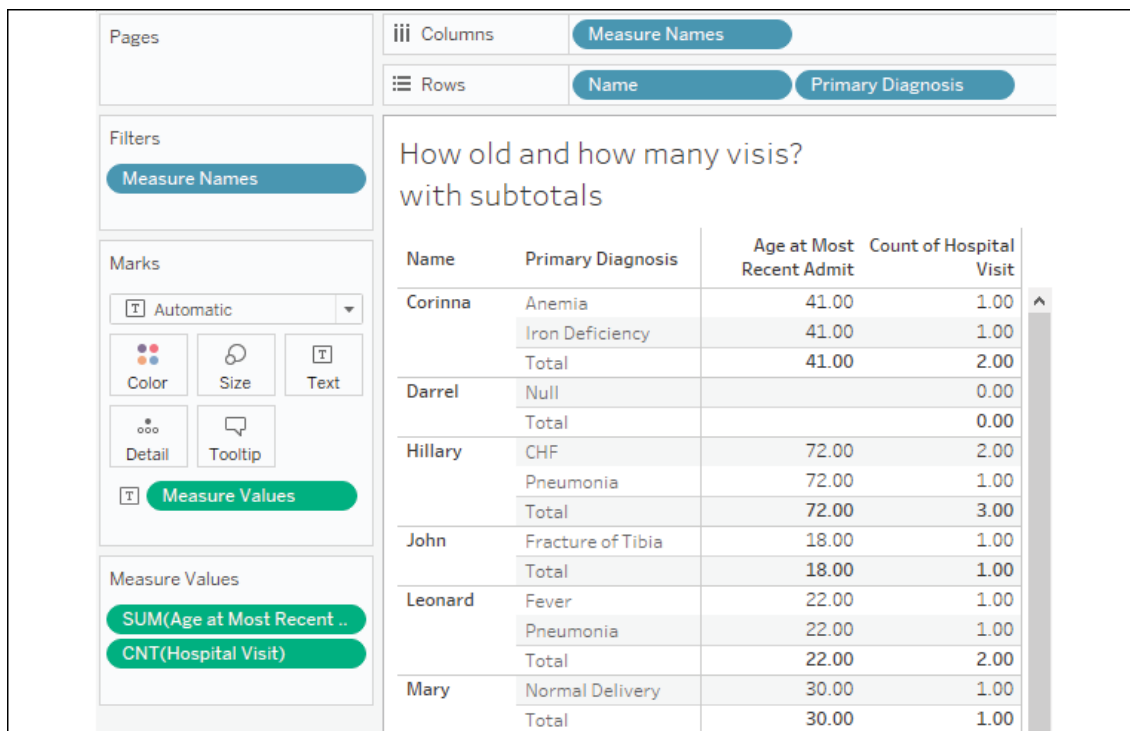 Pages
Columns Measure Names
Rows Name Primary Diagnosis
Filters
Measure Names
Marks
T Automatic
Color Size T Text
Detail Tooltip
T Measure Values
Measure Values
SUM(Age at Most Recent ..
CNT(Hospital Visit)
How old and how many visis?
with subtotals
Name Primary Diagnosis Age at Most Recent Admit Count of Hospital Visit
Corinna Anemia 41.00 1.00
Iron Deficiency 41.00 1.00
Total 41.00 2.00
Darrel Null 0.00
Total 0.00
Hillary CHF 72.00 2.00
Pneumonia 72.00 1.00
Total 72.00 3.00
John Fracture of Tibia 18.00 1.00
Total 18.00 1.00
Leonard Fever 22.00 1.00
Pneumonia 22.00 1.00
Total 22.00 2.00
Mary Normal Delivery 30.00 1.00
Total 30.00 1.00